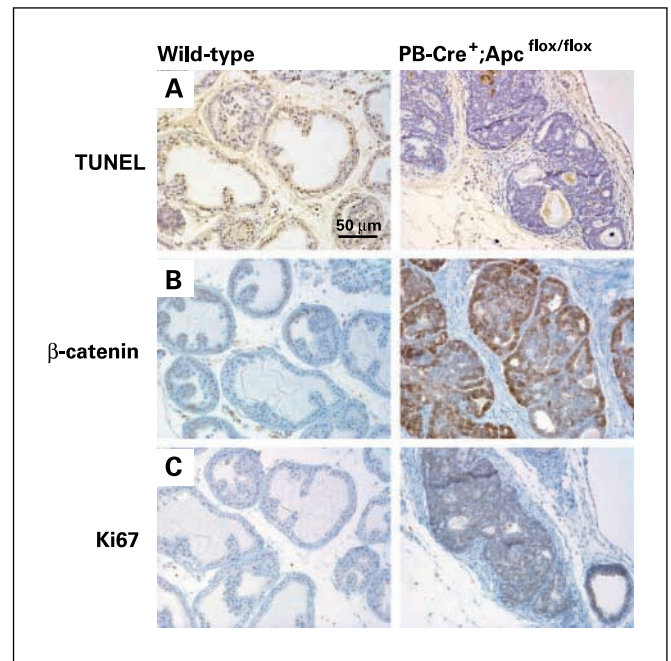 Wild-type PB-Cre⁺;Apc flox/flox
A
TUNEL
50 μm
B
β-catenin
C
Ki67